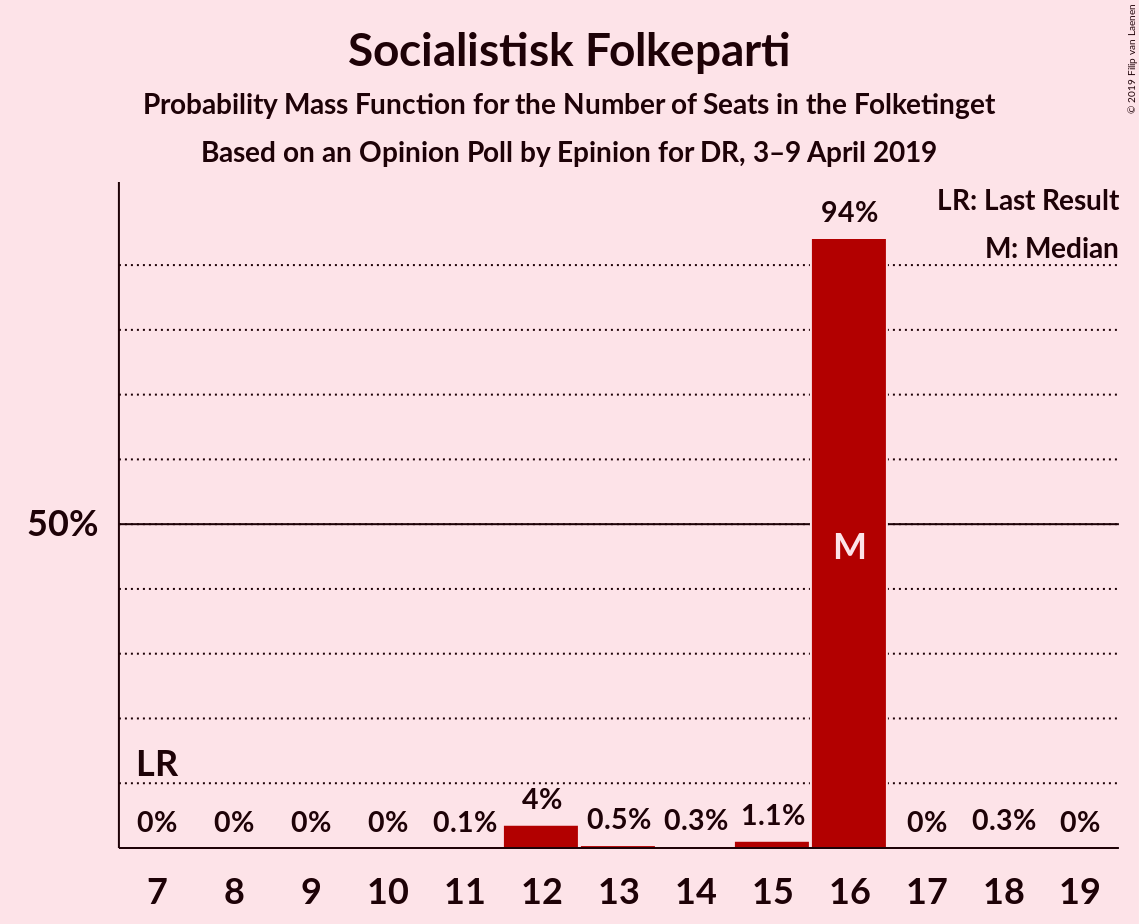 Socialistisk Folkeparti
Probability Mass Function for the Number of Seats in the Folketinget
Based on an Opinion Poll by Epinion for DR, 3–9 April 2019
© 2019 Filip van Laenen
LR: Last Result
M: Median
94%
50%
M
LR
0% 0% 0% 0% 0.1% 4% 0.5% 0.3% 1.1% 0% 0.3% 0%
7 8 9 10 11 12 13 14 15 16 17 18 19